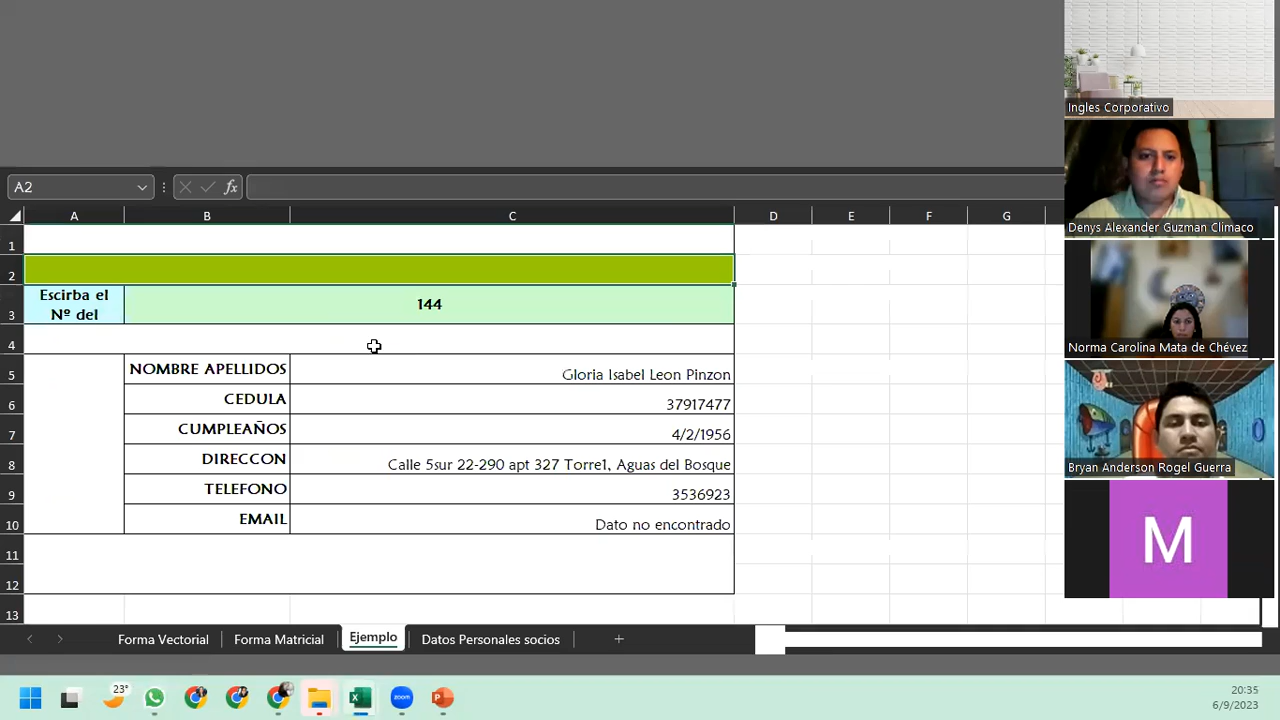 Ingles Corporativo
A2
fx
A B C D E F G
1
Denys Alexander Guzman Climaco
2
3 Escirba el Nº del 144
4
Norma Carolina Mata de Chévez
5 NOMBRE APELLIDOS Gloria Isabel Leon Pinzon
6 CEDULA 37917477
7 CUMPLEAÑOS 4/2/1956
8 DIRECCON Calle 5sur 22-290 apt 327 Torre1, Aguas del Bosque
Bryan Anderson Rogel Guerra
9 TELEFONO 3536923
10 EMAIL Dato no encontrado
M
11
12
13
Forma Vectorial Forma Matricial Ejemplo Datos Personales socios +
23°
zoom
20:35
6/9/2023